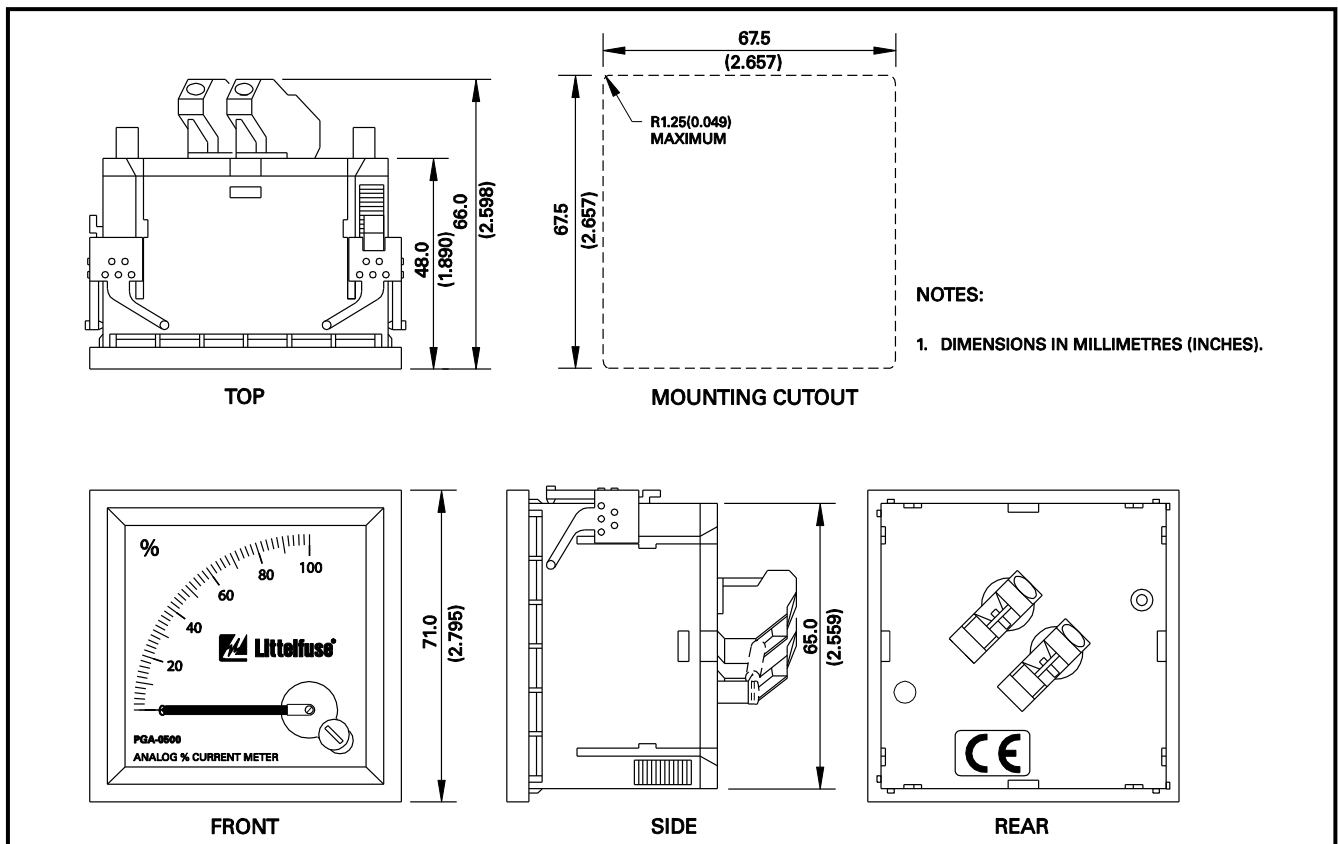 67.5
(2.657)
R1.25(0.049)
MAXIMUM
67.5
(2.657)
48.0
(1.890)
66.0
(2.598)
NOTES:
1. DIMENSIONS IN MILLIMETRES (INCHES).
TOP
MOUNTING CUTOUT
%
20
40
60
80
100
Littelfuse®
PGA-0500
ANALOG % CURRENT METER
71.0
(2.795)
65.0
(2.559)
CE
FRONT
SIDE
REAR